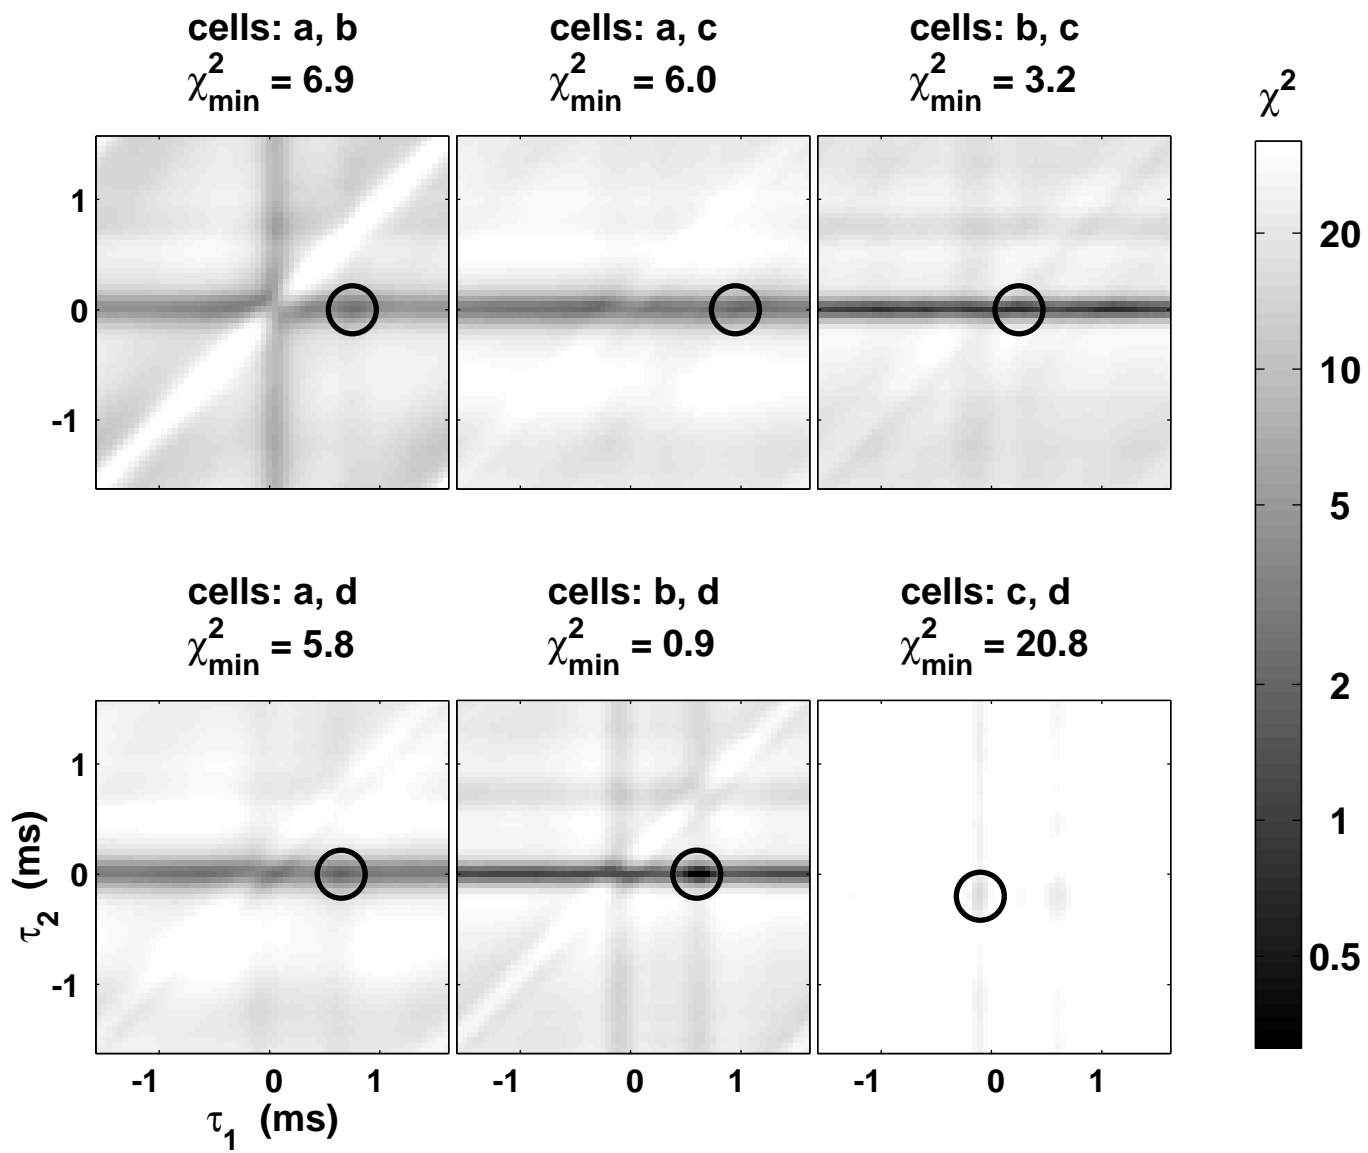 cells: a, b
χ²min = 6.9
cells: a, c
χ²min = 6.0
cells: b, c
χ²min = 3.2
χ²
1
0
-1
20
10
5
2
1
0.5
cells: a, d
χ²min = 5.8
cells: b, d
χ²min = 0.9
cells: c, d
χ²min = 20.8
1
0
-1
τ2 (ms)
-1 0 1
-1 0 1
-1 0 1
τ1 (ms)